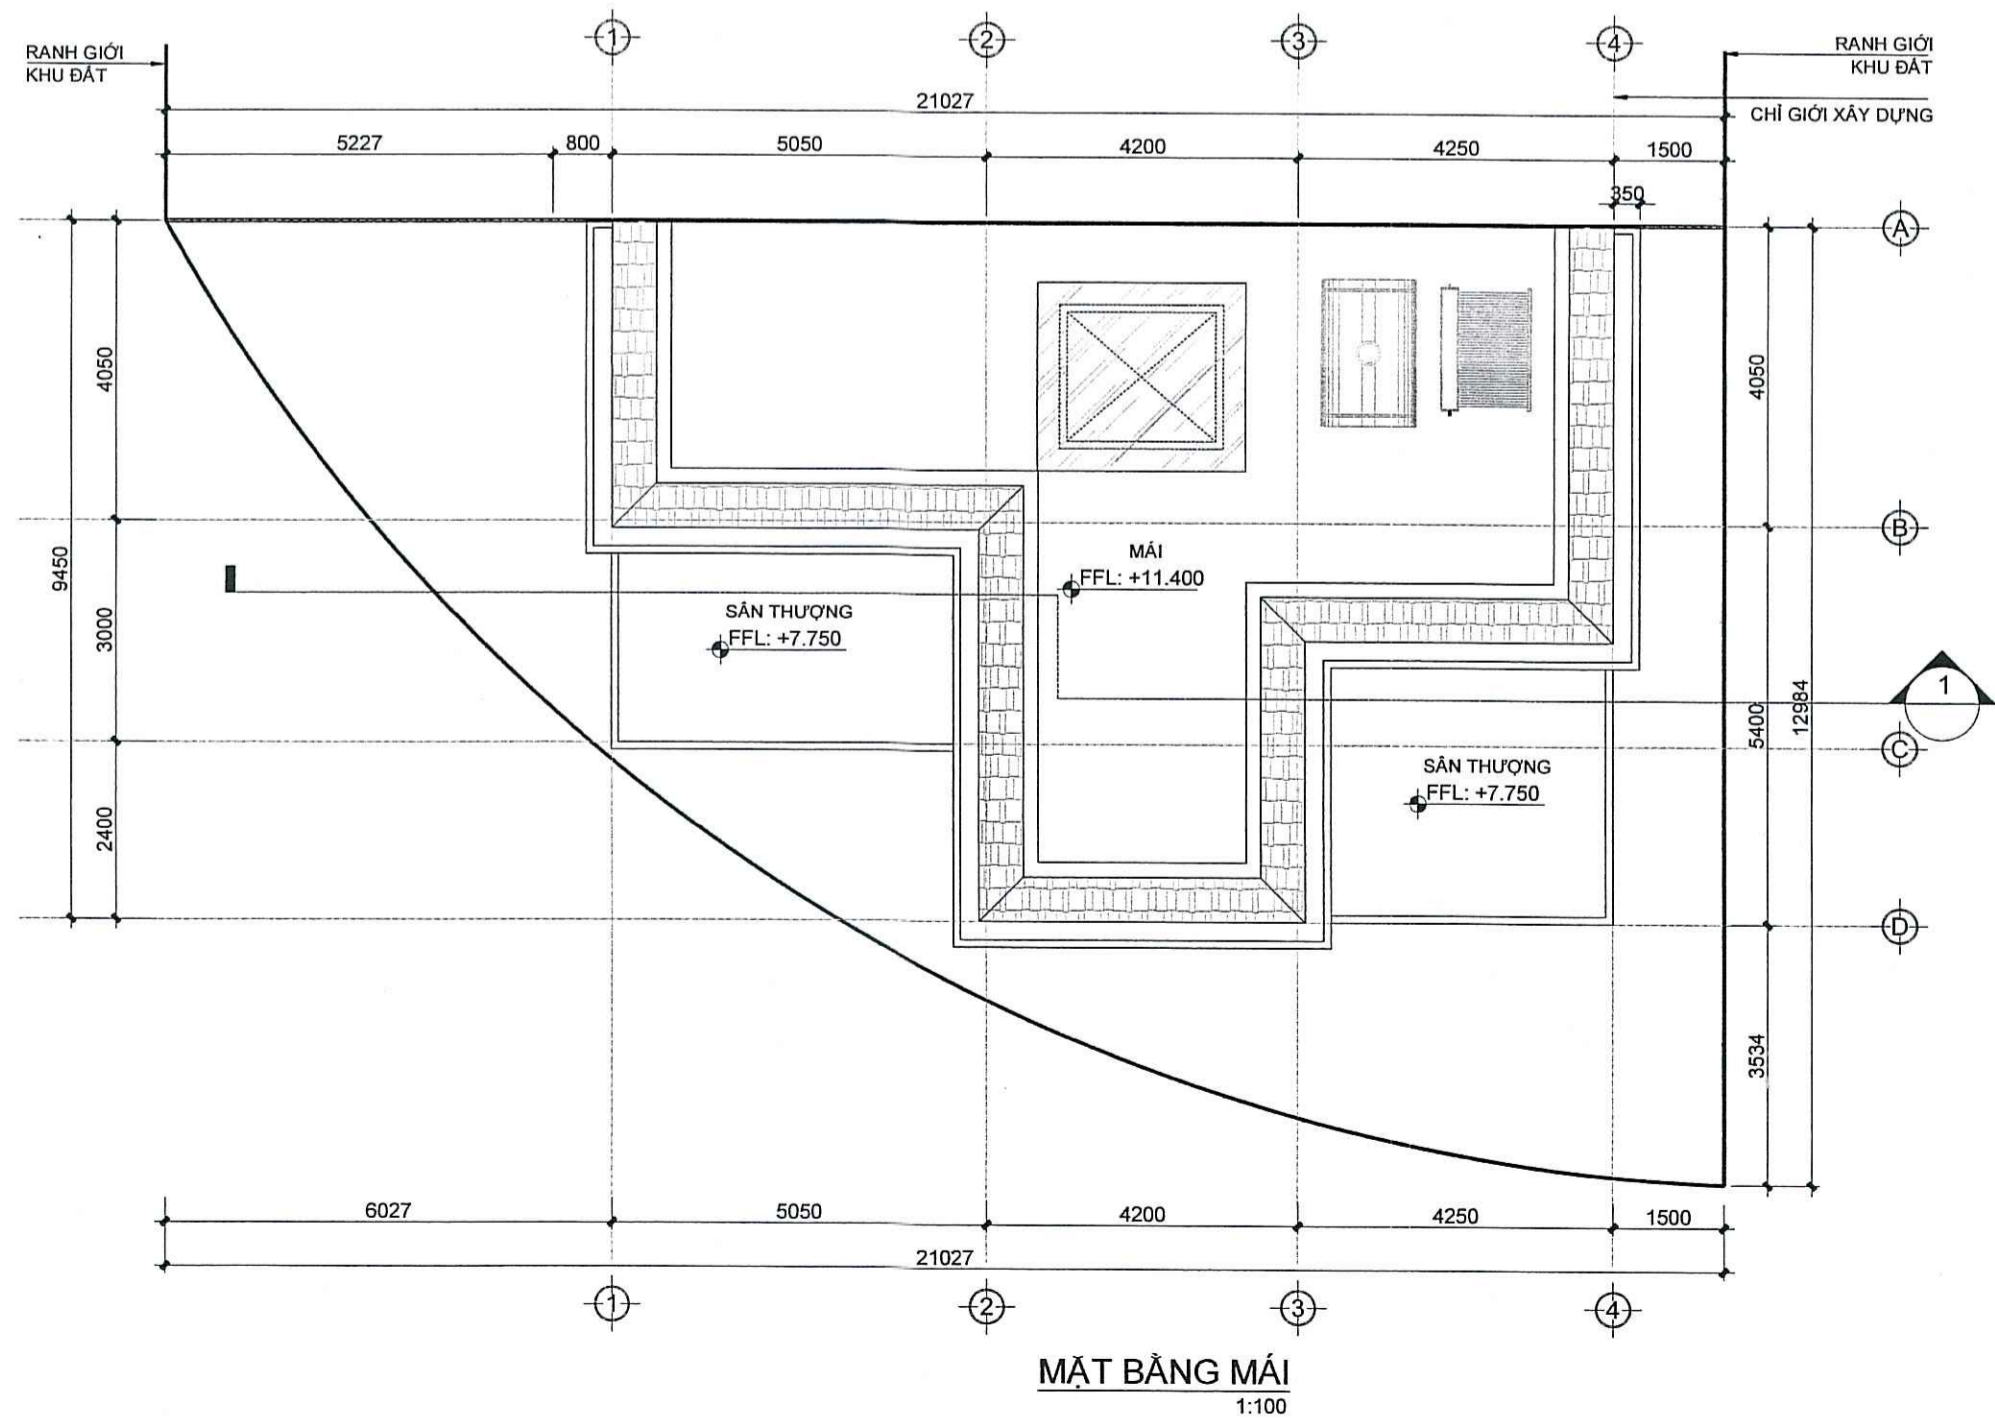 1
2
3
4
RANH GIỚI
KHU ĐẤT
RANH GIỚI
KHU ĐẤT
21027
CHỈ GIỚI XÂY DỰNG
5227
800
5050
4200
4250
1500
350
A
4050
4050
B
9450
MÁI
FFL: +11.400
SÂN THƯỢNG
FFL: +7.750
3000
1
12984
5400
C
SÂN THƯỢNG
FFL: +7.750
2400
D
3534
6027
5050
4200
4250
1500
21027
1
2
3
4
MẶT BẰNG MÁI
1:100